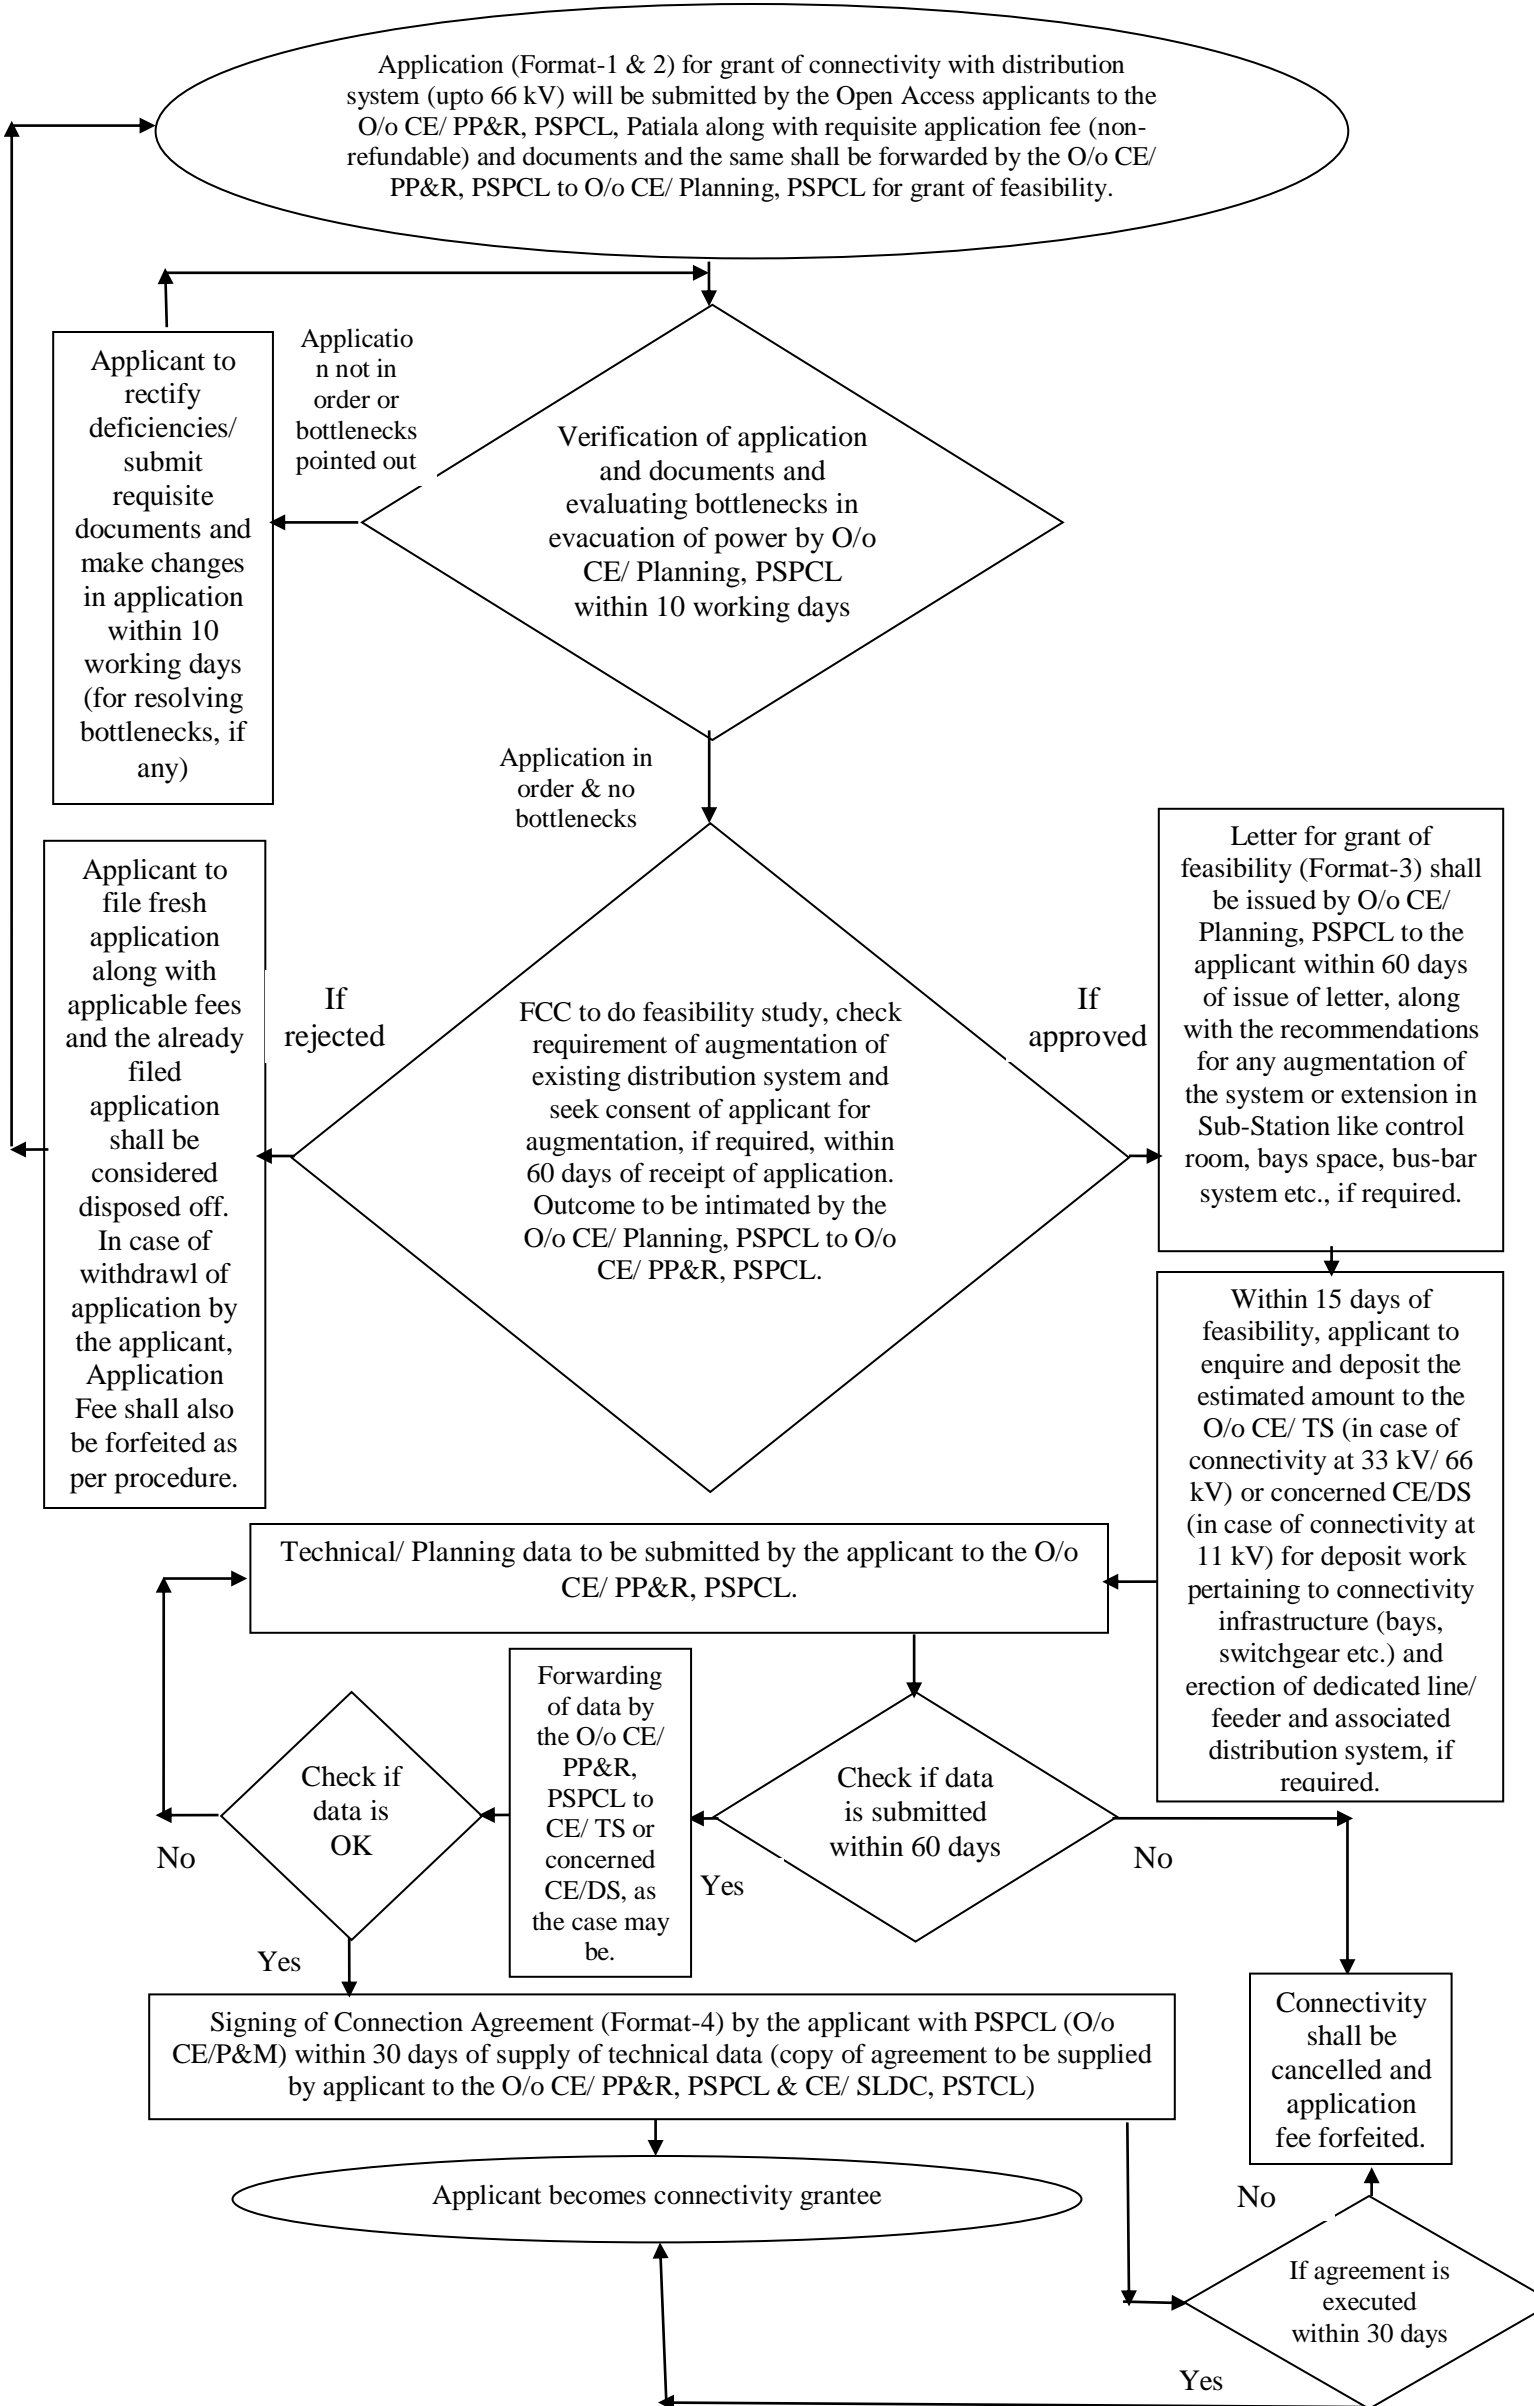 Application (Format-1 & 2) for grant of connectivity with distribution
system (upto 66 kV) will be submitted by the Open Access applicants to the
O/o CE/ PP&R, PSPCL, Patiala along with requisite application fee (non-
refundable) and documents and the same shall be forwarded by the O/o CE/
PP&R, PSPCL to O/o CE/ Planning, PSPCL for grant of feasibility.
Applicant to
rectify
deficiencies/
submit
requisite
documents and
make changes
in application
within 10
working days
(for resolving
bottlenecks, if
any)
Applicatio
n not in
order or
bottlenecks
pointed out
Verification of application
and documents and
evaluating bottlenecks in
evacuation of power by O/o
CE/ Planning, PSPCL
within 10 working days
Application in
order & no
bottlenecks
Applicant to
file fresh
application
along with
applicable fees
and the already
filed
application
shall be
considered
disposed off.
In case of
withdrawl of
application by
the applicant,
Application
Fee shall also
be forfeited as
per procedure.
If
rejected
FCC to do feasibility study, check
requirement of augmentation of
existing distribution system and
seek consent of applicant for
augmentation, if required, within
60 days of receipt of application.
Outcome to be intimated by the
O/o CE/ Planning, PSPCL to O/o
CE/ PP&R, PSPCL.
If
approved
Letter for grant of
feasibility (Format-3) shall
be issued by O/o CE/
Planning, PSPCL to the
applicant within 60 days
of issue of letter, along
with the recommendations
for any augmentation of
the system or extension in
Sub-Station like control
room, bays space, bus-bar
system etc., if required.
Within 15 days of
feasibility, applicant to
enquire and deposit the
estimated amount to the
O/o CE/ TS (in case of
connectivity at 33 kV/ 66
kV) or concerned CE/DS
(in case of connectivity at
11 kV) for deposit work
pertaining to connectivity
infrastructure (bays,
switchgear etc.) and
erection of dedicated line/
feeder and associated
distribution system, if
required.
Technical/ Planning data to be submitted by the applicant to the O/o
CE/ PP&R, PSPCL.
Check if data
is submitted
within 60 days
Yes
No
Forwarding
of data by
the O/o CE/
PP&R,
PSPCL to
CE/ TS or
concerned
CE/DS, as
the case may
be.
Check if
data is
OK
No
Yes
Signing of Connection Agreement (Format-4) by the applicant with PSPCL (O/o
CE/P&M) within 30 days of supply of technical data (copy of agreement to be supplied
by applicant to the O/o CE/ PP&R, PSPCL & CE/ SLDC, PSTCL)
Connectivity
shall be
cancelled and
application
fee forfeited.
Applicant becomes connectivity grantee
No
If agreement is
executed
within 30 days
Yes